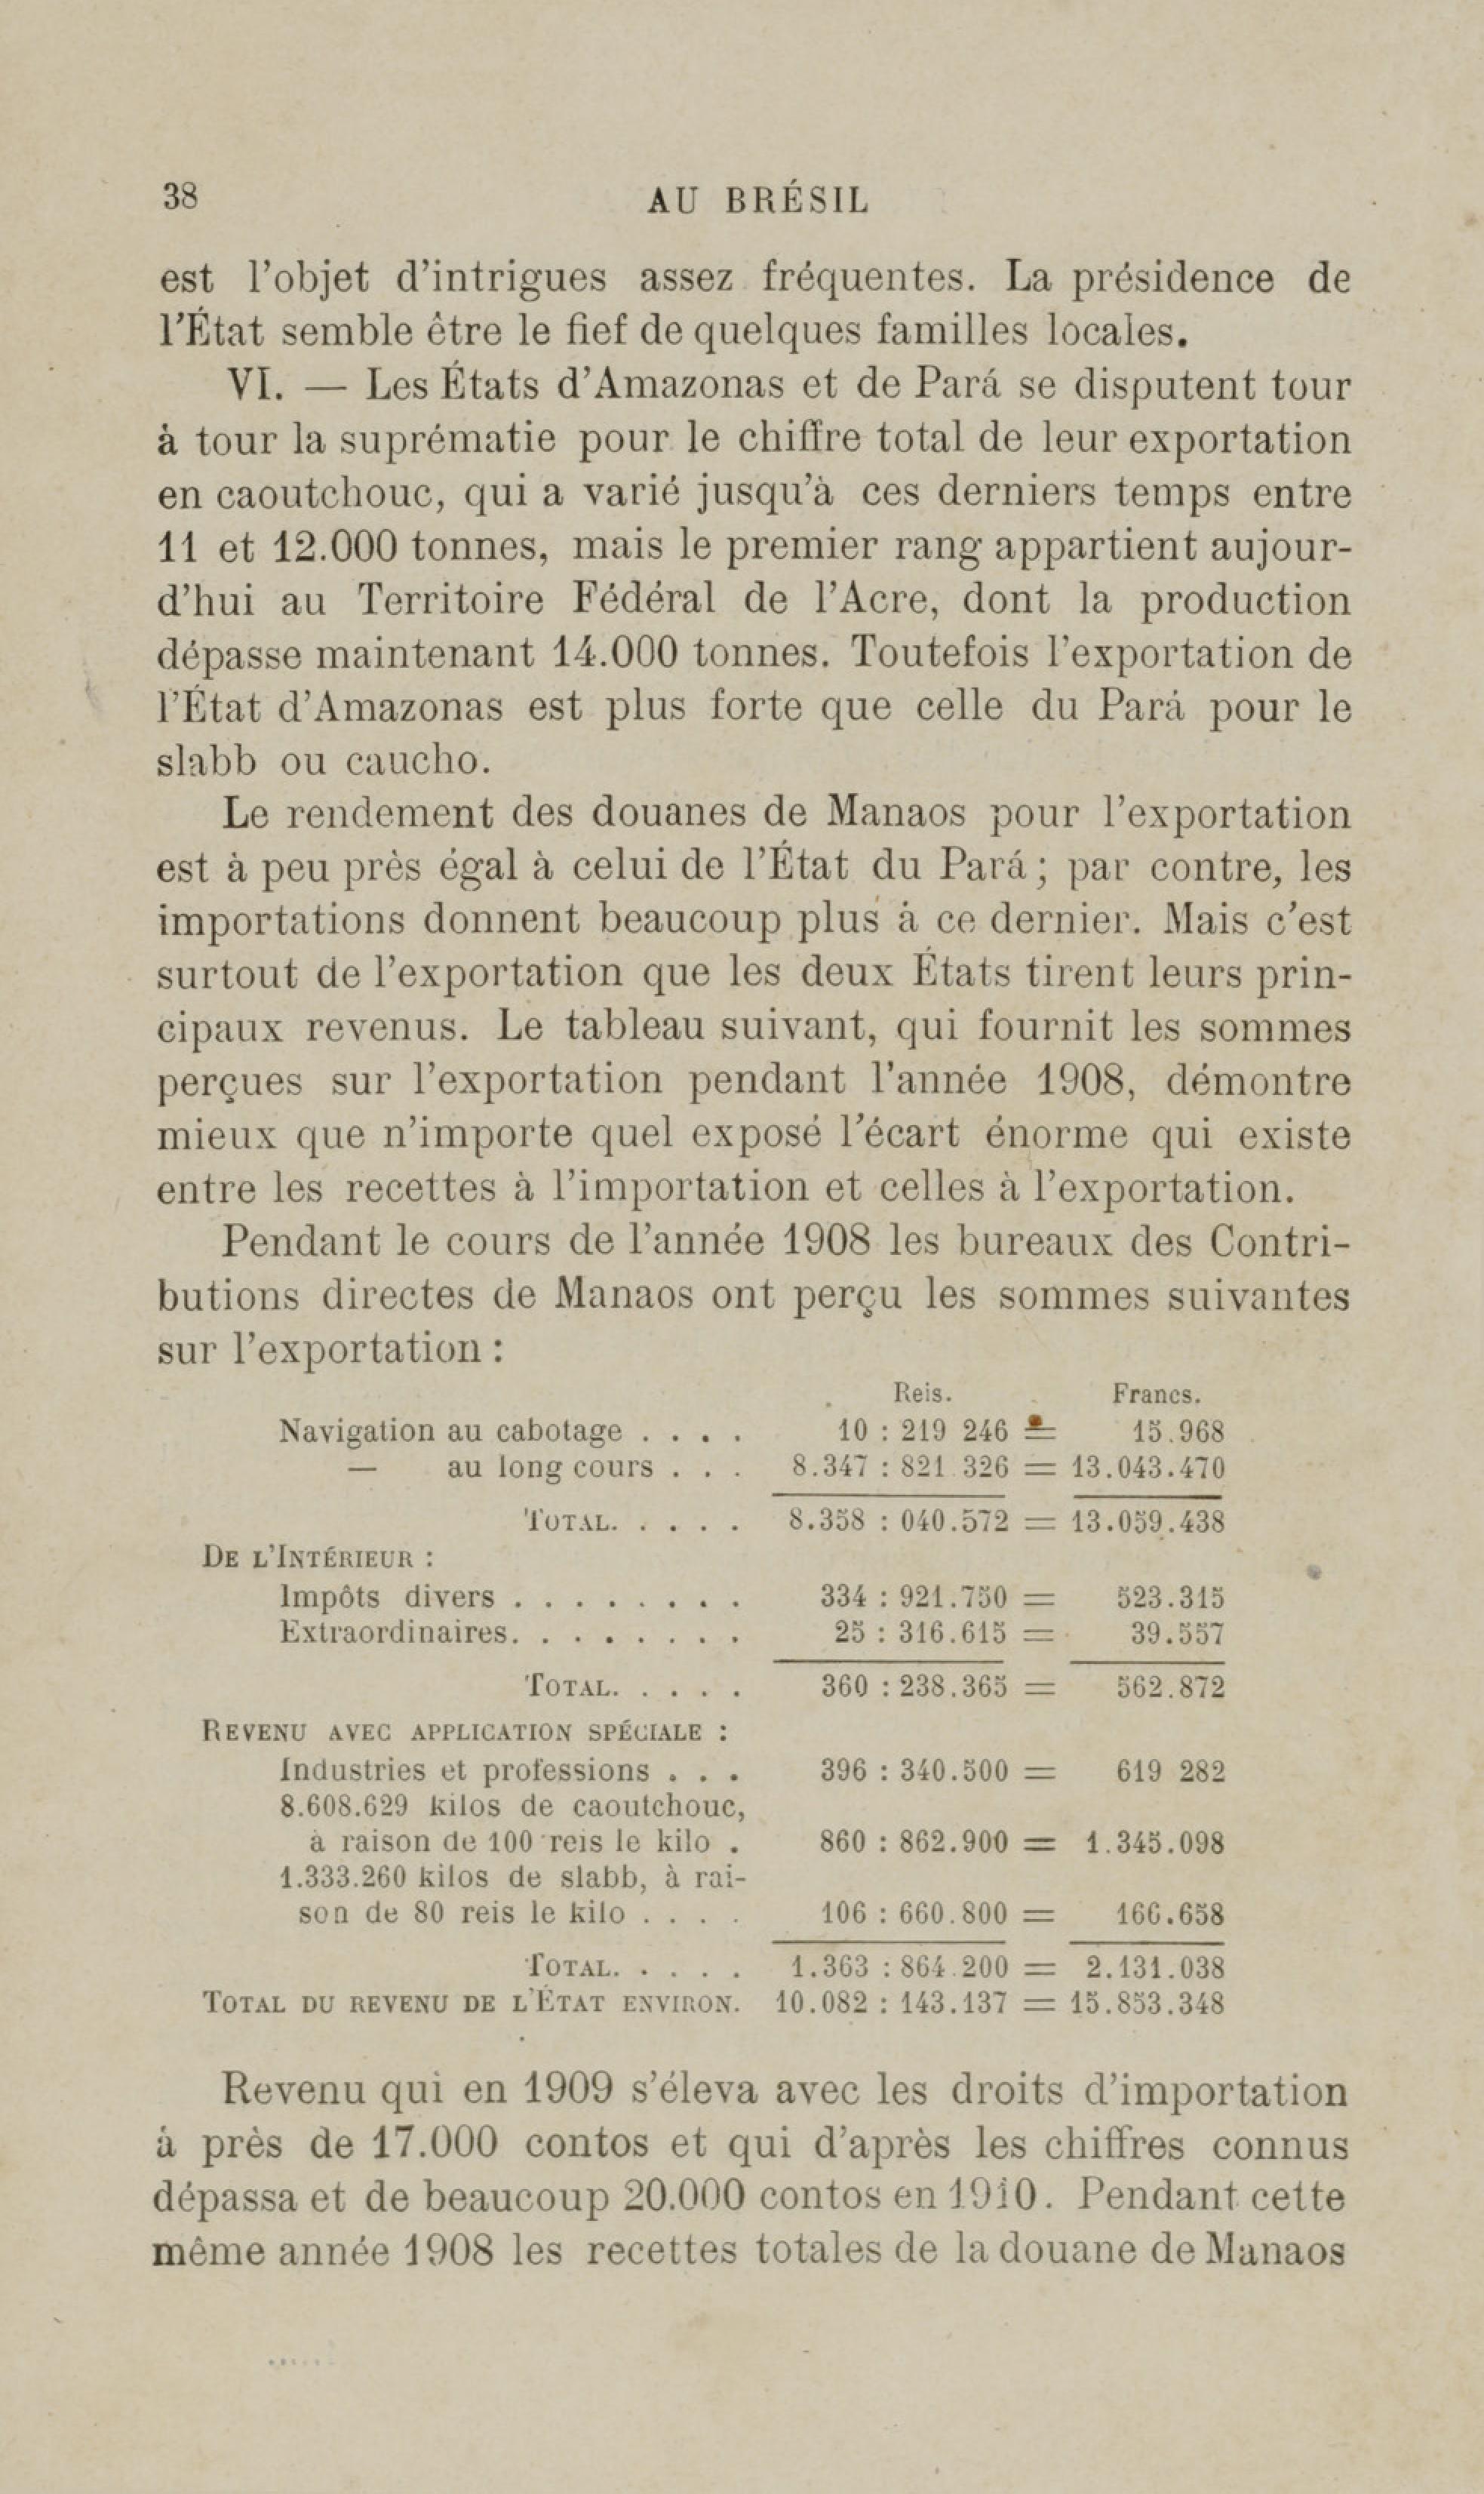 38 AU BRÉSIL
est l'objet d'intrigues assez fréquentes. La présidence de
l'État semble être le fief de quelques familles locales.
VI. — Les États d'Amazonas et de Pará se disputent tour
à tour la suprématie pour le chiffre total de leur exportation
en caoutchouc, qui a varié jusqu'à ces derniers temps entre
11 et 12.000 tonnes, mais le premier rang appartient aujour-
d'hui au Territoire Fédéral de l'Acre, dont la production
dépasse maintenant 14.000 tonnes. Toutefois l'exportation de
l'État d'Amazonas est plus forte que celle du Pará pour le
slabb ou caucho.
Le rendement des douanes de Manaos pour l'exportation
est à peu près égal à celui de l'État du Pará ; par contre, les
importations donnent beaucoup plus à ce dernier. Mais c'est
surtout de l'exportation que les deux États tirent leurs prin-
cipaux revenus. Le tableau suivant, qui fournit les sommes
perçues sur l'exportation pendant l'année 1908, démontre
mieux que n'importe quel exposé l'écart énorme qui existe
entre les recettes à l'importation et celles à l'exportation.
Pendant le cours de l'année 1908 les bureaux des Contri-
butions directes de Manaos ont perçu les sommes suivantes
sur l'exportation :
Reis. Francs.
Navigation au cabotage . . . . 10 : 219 246 = 15.968
— au long cours . . . 8.347 : 821 326 = 13.043.470
TOTAL. . . . . 8.358 : 040.572 = 13.059.438
DE L'INTÉRIEUR :
Impôts divers . . . . . . . . . 334 : 921.750 = 523.315
Extraordinaires. . . . . . . . . 25 : 316.615 = 39.557
TOTAL. . . . . 360 : 238.365 = 562.872
REVENU AVEC APPLICATION SPÉCIALE :
Industries et professions . . . 396 : 340.500 = 619 282
8.608.629 kilos de caoutchouc,
à raison de 100 reis le kilo . 860 : 862.900 = 1.345.098
1.333.260 kilos de slabb, à rai-
son de 80 reis le kilo . . . . 106 : 660.800 = 166.658
TOTAL. . . . . 1.363 : 864.200 = 2.131.038
TOTAL DU REVENU DE L'ÉTAT ENVIRON. 10.082 : 143.137 = 15.853.348
Revenu qui en 1909 s'éleva avec les droits d'importation
à près de 17.000 contos et qui d'après les chiffres connus
dépassa et de beaucoup 20.000 contos en 1910. Pendant cette
même année 1908 les recettes totales de la douane de Manaos